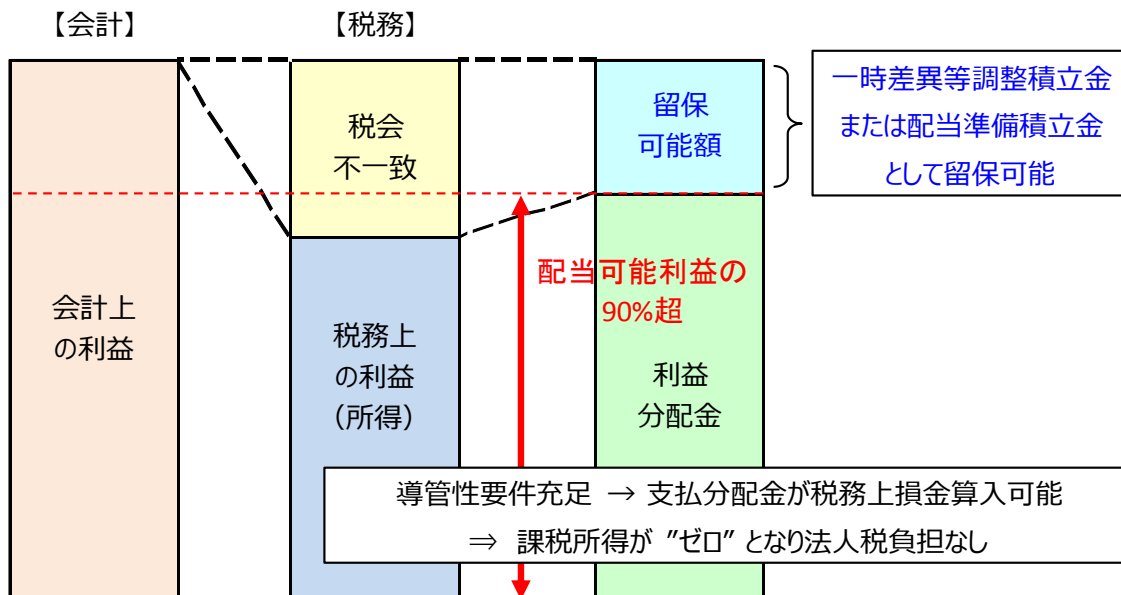 【会計】
【税務】
会計上
の利益
税会
不一致
税務上
の利益
（所得）
留保
可能額
利益
分配金
配当可能利益の
90%超
一時差異等調整積立金
または配当準備積立金
として留保可能
導管性要件充足 → 支払分配金が税務上損金算入可能
⇒ 課税所得が ”ゼロ” となり法人税負担なし